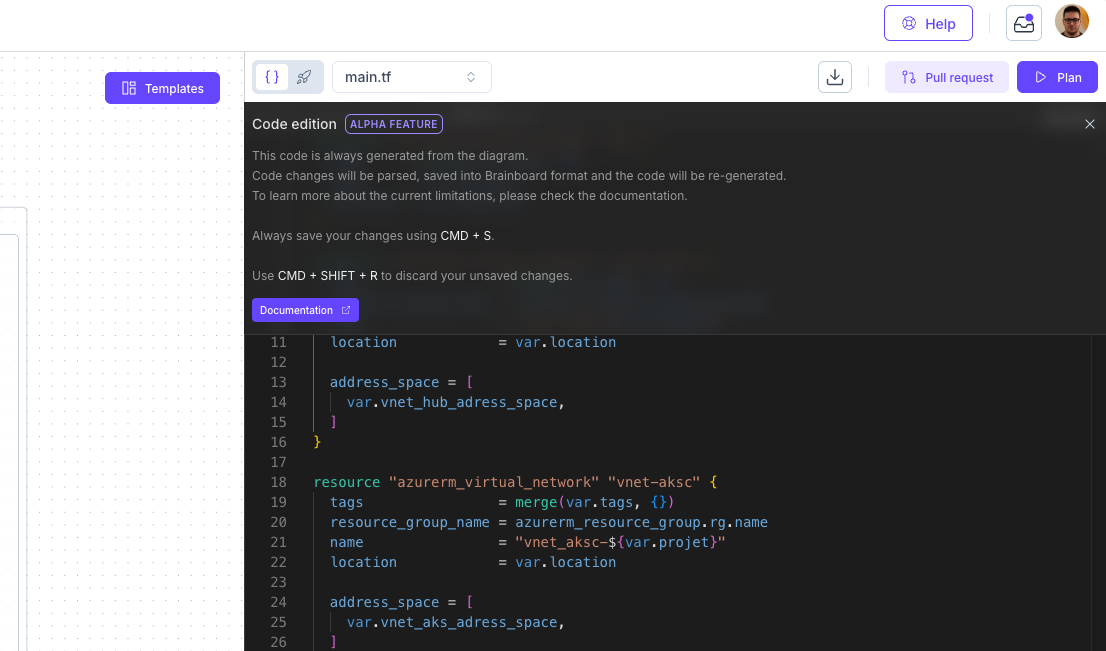 Help
Templates
{ }
main.tf
Pull request
Plan
Code edition ALPHA FEATURE
This code is always generated from the diagram.
Code changes will be parsed, saved into Brainboard format and the code will be re-generated.
To learn more about the current limitations, please check the documentation.
Always save your changes using CMD + S.
Use CMD + SHIFT + R to discard your unsaved changes.
Documentation
11   location            = var.location
12
13   address_space = [
14     var.vnet_hub_adress_space,
15   ]
16 }
17
18 resource "azurerm_virtual_network" "vnet-aksc" {
19   tags                = merge(var.tags, {})
20   resource_group_name = azurerm_resource_group.rg.name
21   name                = "vnet_aksc-${var.projet}"
22   location            = var.location
23
24   address_space = [
25     var.vnet_aks_adress_space,
26   ]